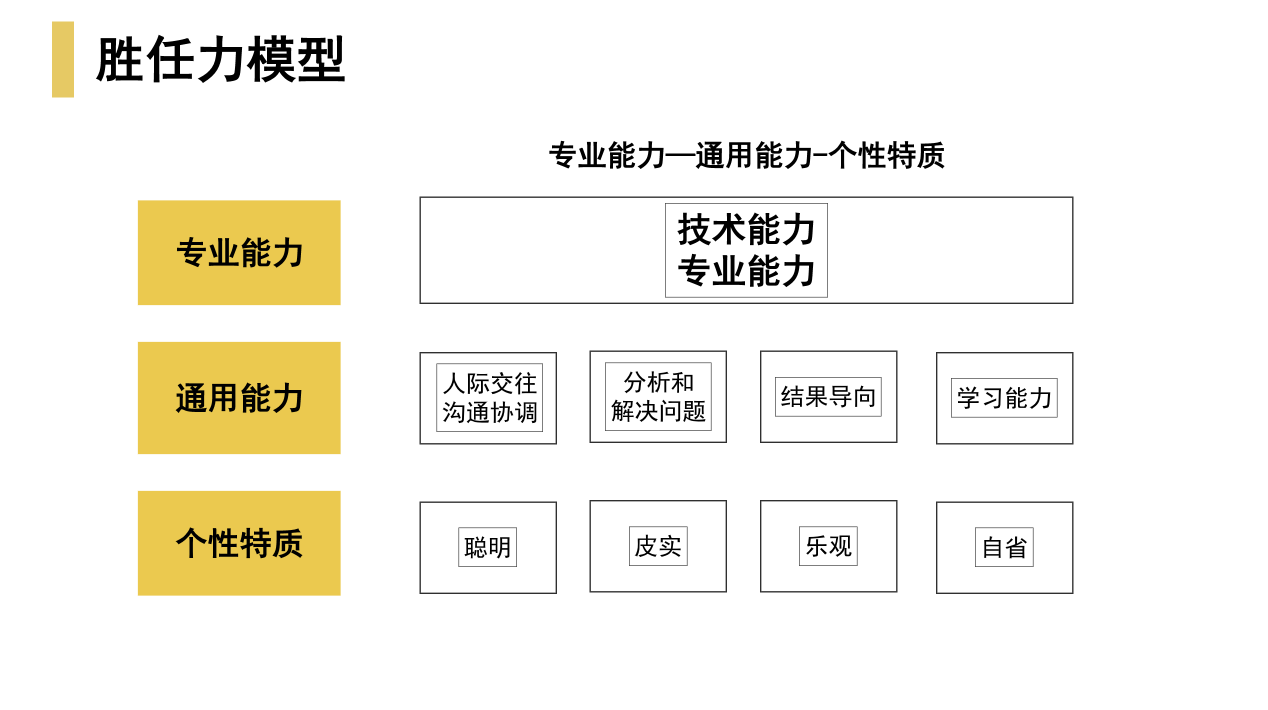 胜任力模型
专业能力—通用能力-个性特质
专业能力
技术能力
专业能力
通用能力
人际交往
沟通协调
分析和
解决问题
结果导向
学习能力
个性特质
聪明
皮实
乐观
自省